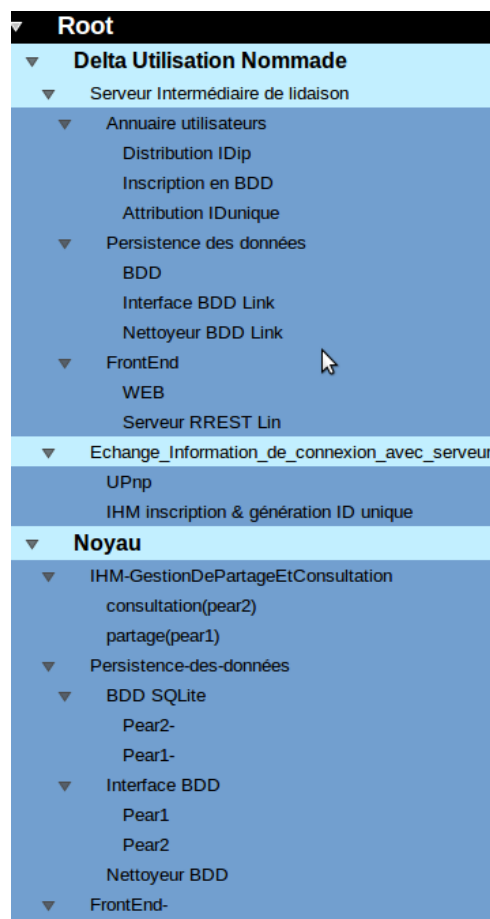 Root
Delta Utilisation Nommade
Serveur Intermédiaire de lidaison
Annuaire utilisateurs
Distribution IDip
Inscription en BDD
Attribution IDunique
Persistence des données
BDD
Interface BDD Link
Nettoyeur BDD Link
FrontEnd
WEB
Serveur RREST Lin
Echange_Information_de_connexion_avec_serveur
UPnp
IHM inscription & génération ID unique
Noyau
IHM-GestionDePartageEtConsultation
consultation(pear2)
partage(pear1)
Persistence-des-données
BDD SQLite
Pear2-
Pear1-
Interface BDD
Pear1
Pear2
Nettoyeur BDD
FrontEnd-